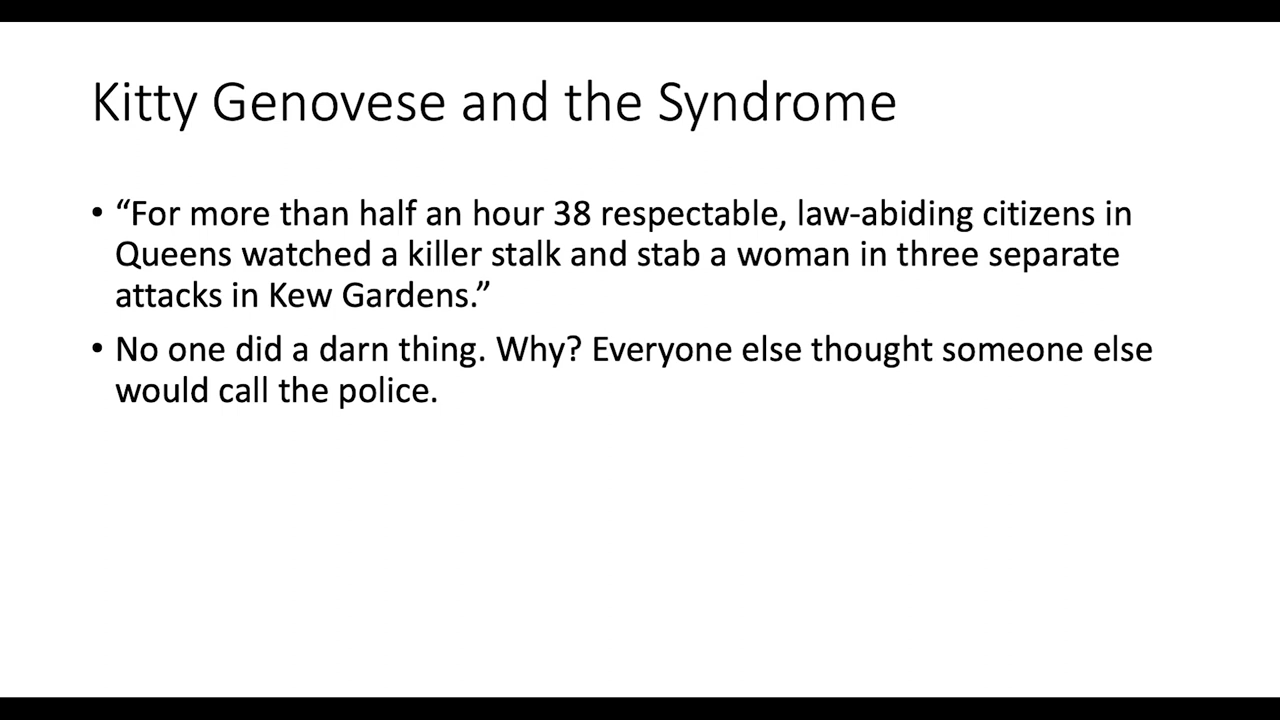 Kitty Genovese and the Syndrome
• “For more than half an hour 38 respectable, law-abiding citizens in
Queens watched a killer stalk and stab a woman in three separate
attacks in Kew Gardens.”
• No one did a darn thing. Why? Everyone else thought someone else
would call the police.